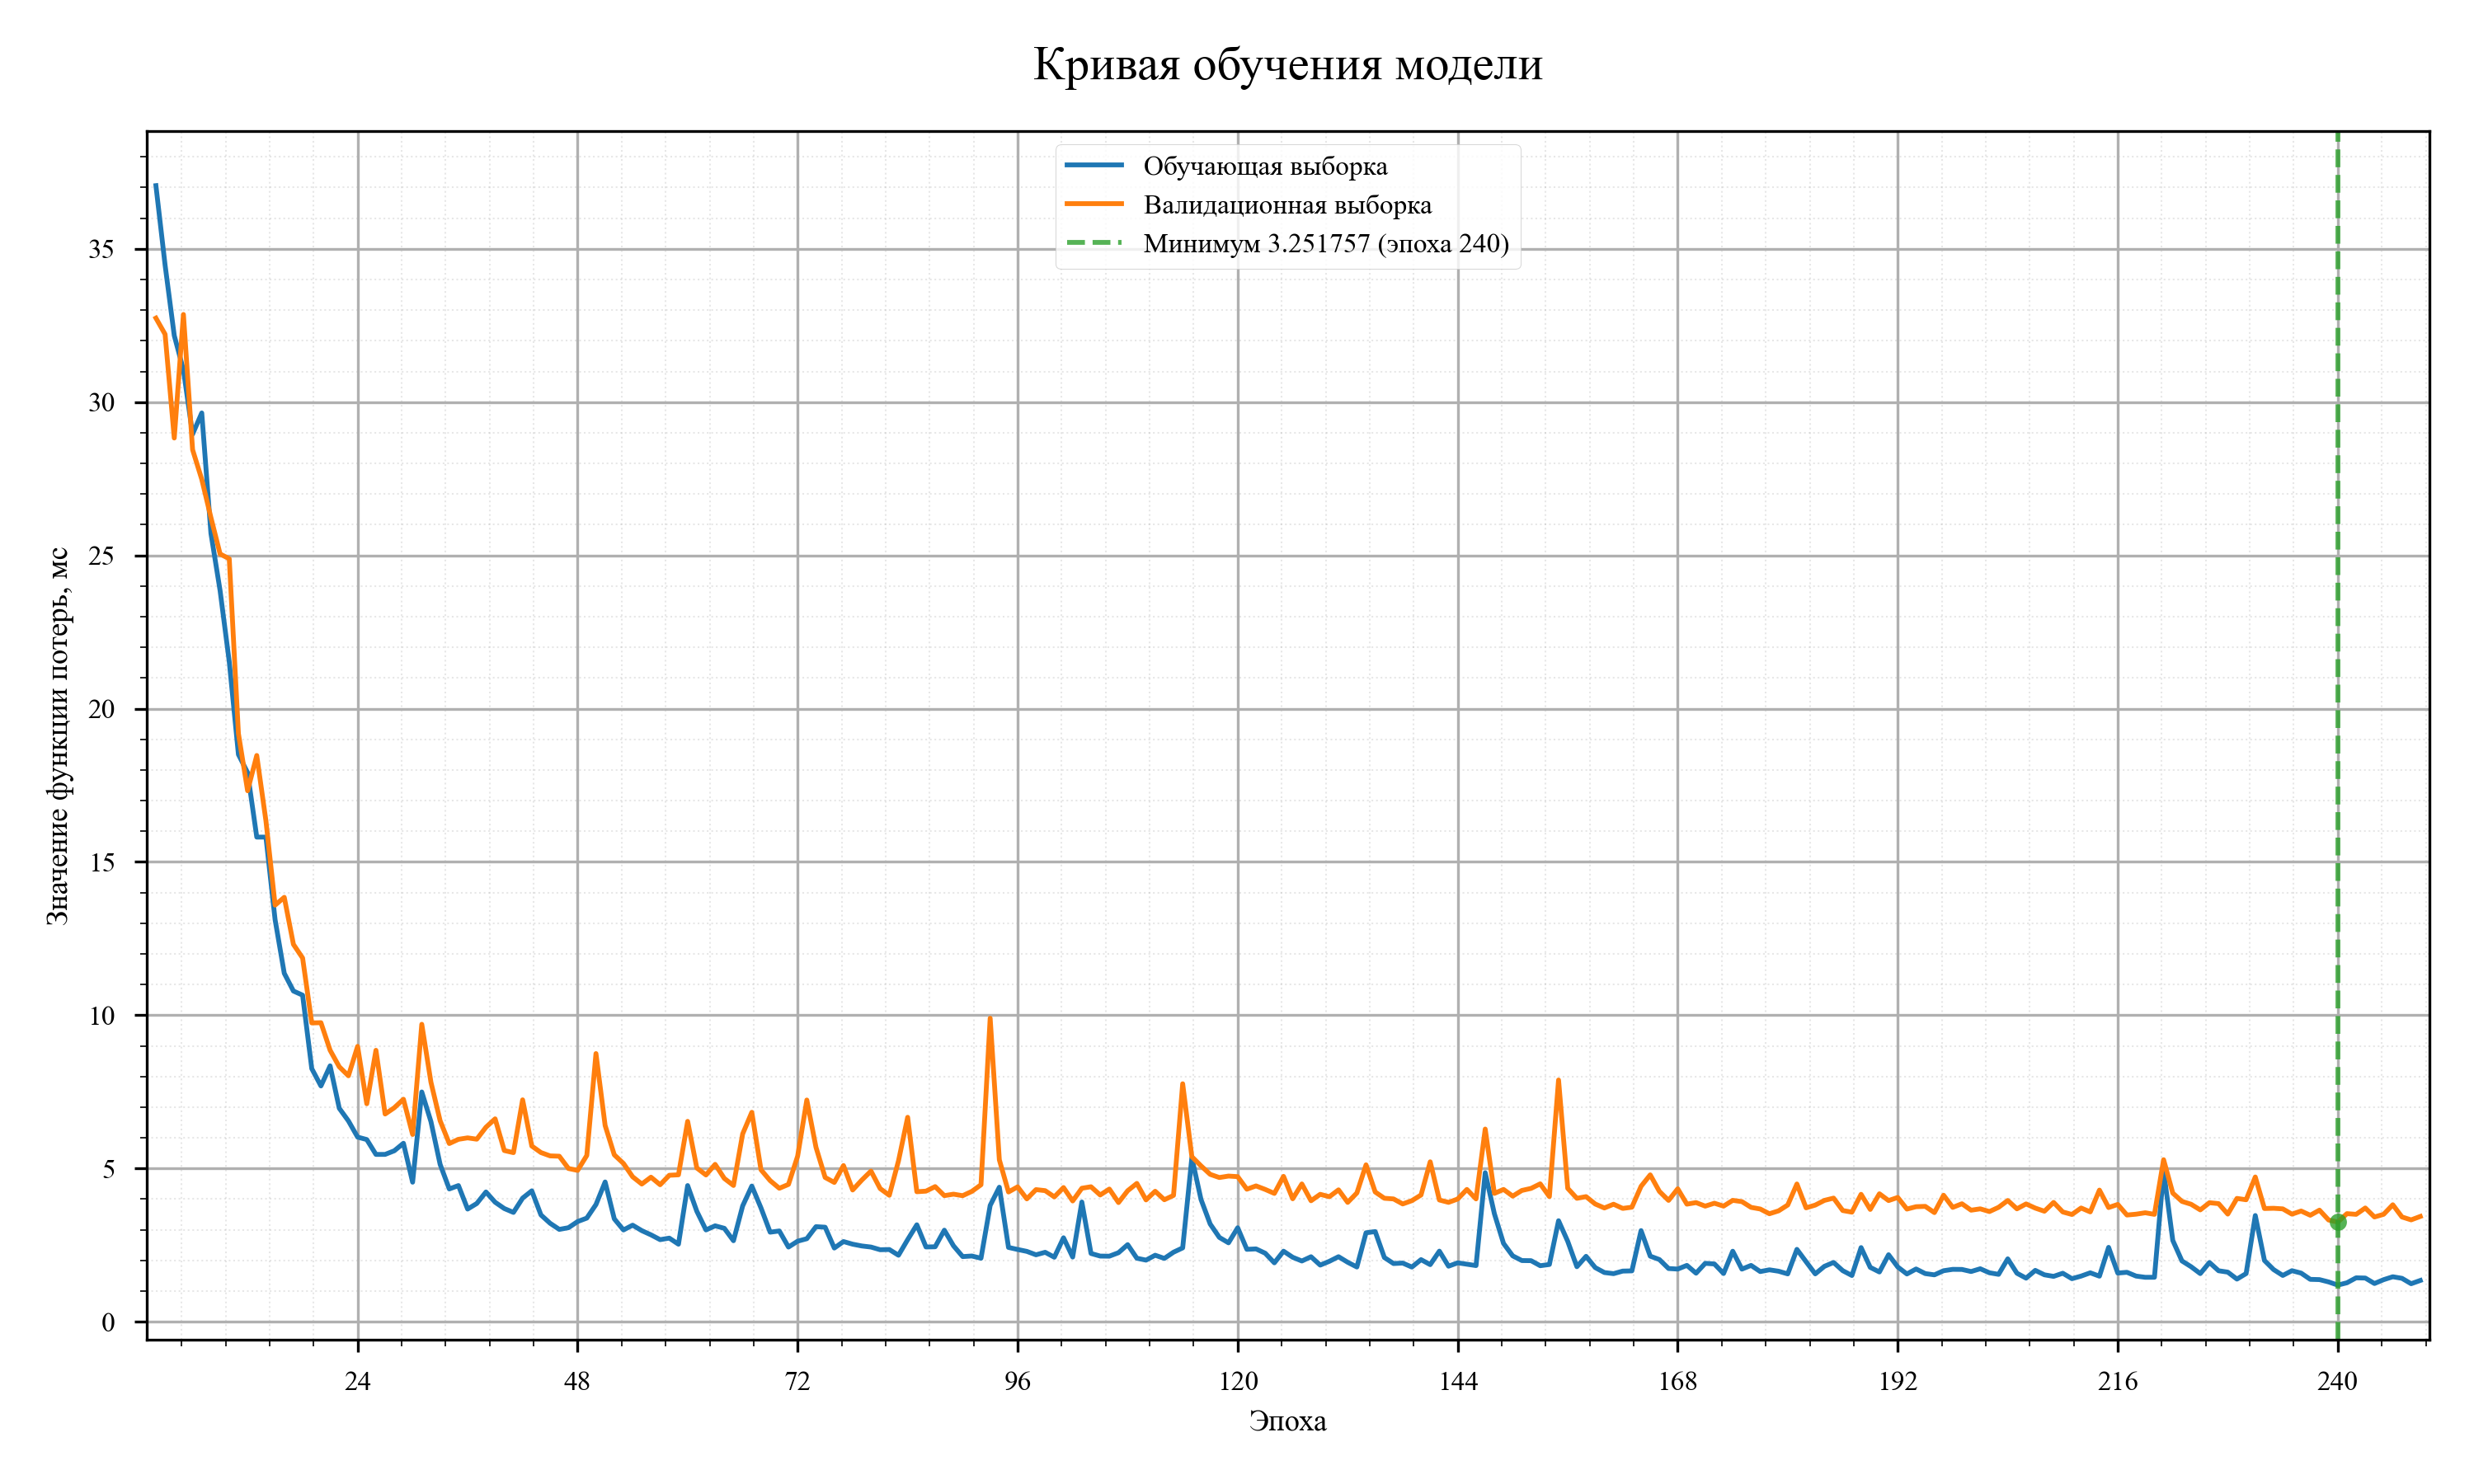 Кривая обучения модели
Обучающая выборка
Валидационная выборка
Минимум 3.251757 (эпоха 240)
Значение функции потерь, мс
35
30
25
20
15
10
5
0
24 48 72 96 120 144 168 192 216 240
Эпоха